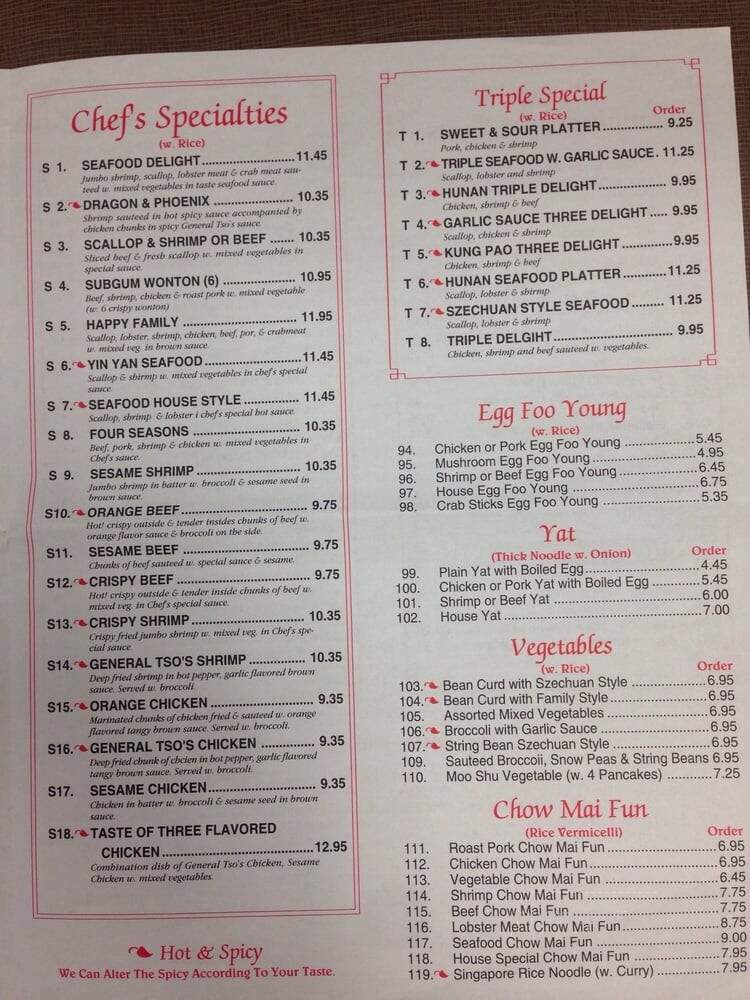 Chef's Specialties
(w. Rice)
S 1. SEAFOOD DELIGHT 11.45
Jumbo shrimp, scallop, lobster meat & crab meat sau-
teed w. mixed vegetables in taste seafood sauce.
S 2. DRAGON & PHOENIX 10.35
Shrimp sauteed in hot spicy sauce accompanied by
chicken chunks in spicy General Tso's sauce.
S 3. SCALLOP & SHRIMP OR BEEF 10.35
Sliced beef & fresh scallop w. mixed vegetables in
special sauce.
S 4. SUBGUM WONTON (6) 10.95
Beef, shrimp, chicken & roast pork w. mixed vegetable
(w. 6 crispy wonton)
S 5. HAPPY FAMILY 11.95
Scallop, lobster, shrimp, chicken, beef, por, & crabmeat
w. mixed veg. in brown sauce.
S 6. YIN YAN SEAFOOD 11.45
Scallop & shirmp w. mixed vegetables in chef's special
sauce.
S 7. SEAFOOD HOUSE STYLE 11.45
Scallop, shrimp & lobster i chef's special hot sauce.
S 8. FOUR SEASONS 10.35
Beef, pork, shrimp & chicken w. mixed vegetables in
Chef's sauce.
S 9. SESAME SHRIMP 10.35
Jumbo shrimp in batter w. broccoli & sesame seed in
brown sauce.
S10. ORANGE BEEF 9.75
Hot! crispy outside & tender insides chunks of beef w.
orange flavor sauce & broccoli on the side.
S11. SESAME BEEF 9.75
Chunks of beef sauteed w. special sauce & sesame.
S12. CRISPY BEEF 9.75
Hot! crispy outside & tender inside chunks of beef w.
mixed veg. in Chef's special sauce.
S13. CRISPY SHRIMP 10.35
Crispy fried jumbo shrimp w. mixed veg. in Chef's spe-
cial sauce.
S14. GENERAL TSO'S SHRIMP 10.35
Deep fried shrimp in hot pepper, garlic flavored brown
sauce. Served w. broccoli.
S15. ORANGE CHICKEN 9.35
Marinated chunks of chicken fried & sauteed w. orange
flavored tangy brown sauce. Served w. broccoli.
S16. GENERAL TSO'S CHICKEN 9.35
Deep fried chunk of chcien in hot pepper, garlic flavored
tangy brown sauce. Served w. broccoli.
S17. SESAME CHICKEN 9.35
Chicken in batter w. broccoli & sesame seed in brown
sauce.
S18. TASTE OF THREE FLAVORED
CHICKEN 12.95
Combination dish of General Tso's Chicken, Sesame
Chicken w. mixed vegetables.
Hot & Spicy
We Can Alter The Spicy According To Your Taste.
Triple Special
(w. Rice) Order
T 1. SWEET & SOUR PLATTER 9.25
Pork, chicken & shrimp
T 2. TRIPLE SEAFOOD W. GARLIC SAUCE. 11.25
Scallop, lobster and shrimp
T 3. HUNAN TRIPLE DELIGHT 9.95
Chicken, shrimp & beef
T 4. GARLIC SAUCE THREE DELIGHT 9.95
Scallop, chicken & shrimp
T 5. KUNG PAO THREE DELIGHT 9.95
Chicken, shrimp & beef
T 6. HUNAN SEAFOOD PLATTER 11.25
Scallop, lobster & shirmp
T 7. SZECHUAN STYLE SEAFOOD 11.25
Scallop, lobster & shrimp
T 8. TRIPLE DELGIHT 9.95
Chicken, shrimp and beef sauteed w. vegetables.
Egg Foo Young
(w. Rice)
94. Chicken or Pork Egg Foo Young 5.45
95. Mushroom Egg Foo Young 4.95
96. Shrimp or Beef Egg Foo Young 6.45
97. House Egg Foo Young 6.75
98. Crab Sticks Egg Foo Young 5.35
Yat
(Thick Noodle w. Onion) Order
99. Plain Yat with Boiled Egg 4.45
100. Chicken or Pork Yat with Boiled Egg 5.45
101. Shrimp or Beef Yat 6.00
102. House Yat 7.00
Vegetables
(w. Rice) Order
103. Bean Curd with Szechuan Style 6.95
104. Bean Curd with Family Style 6.95
105. Assorted Mixed Vegetables 6.95
106. Broccoli with Garlic Sauce 6.95
107. String Bean Szechuan Style 6.95
109. Sauteed Broccoii, Snow Peas & String Beans 6.95
110. Moo Shu Vegetable (w. 4 Pancakes) 7.25
Chow Mai Fun
(Rice Vermicelli) Order
111. Roast Pork Chow Mai Fun 6.95
112. Chicken Chow Mai Fun 6.95
113. Vegetable Chow Mai Fun 6.45
114. Shrimp Chow Mai Fun 7.75
115. Beef Chow Mai Fun 7.75
116. Lobster Meat Chow Mai Fun 8.75
117. Seafood Chow Mai Fun 9.00
118. House Special Chow Mai Fun 7.95
119. Singapore Rice Noodle (w. Curry) 7.95